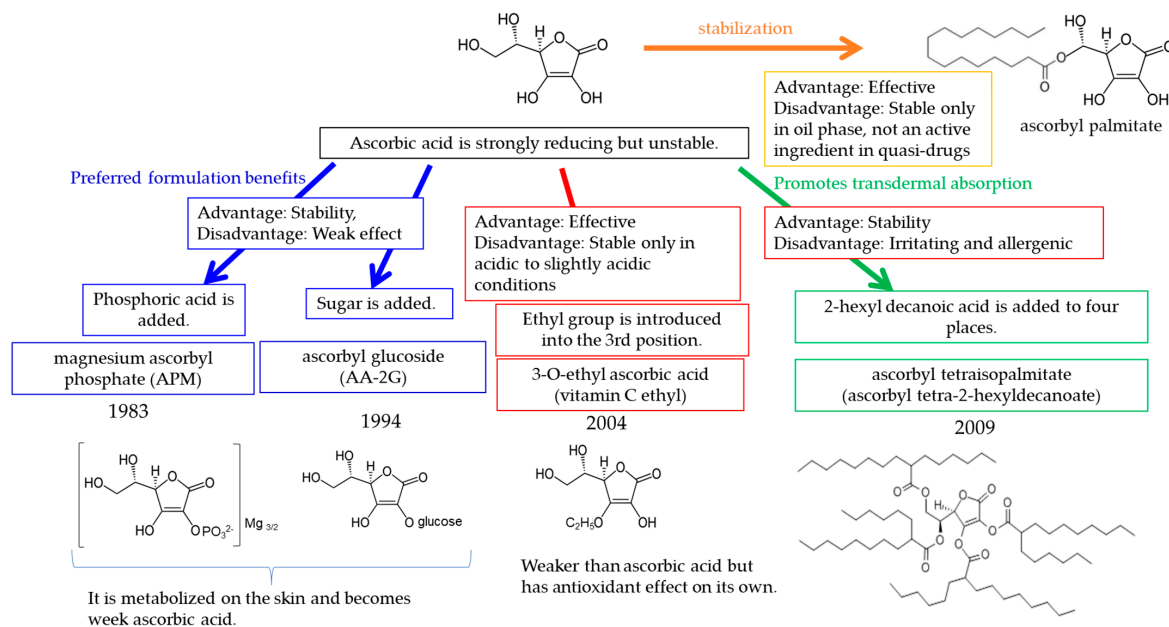 HO
HO
H
O
O
HO
OH
stabilization
HO
H
O
O
O
O
HO
OH
ascorbyl palmitate
Advantage: Effective
Disadvantage: Stable only
in oil phase, not an active
ingredient in quasi-drugs
Ascorbic acid is strongly reducing but unstable.
Preferred formulation benefits
Promotes transdermal absorption
Advantage: Stability,
Disadvantage: Weak effect
Advantage: Effective
Disadvantage: Stable only in
acidic to slightly acidic
conditions
Advantage: Stability
Disadvantage: Irritating and allergenic
Phosphoric acid is
added.
Sugar is added.
Ethyl group is introduced
into the 3rd position.
2-hexyl decanoic acid is added to four
places.
magnesium ascorbyl
phosphate (APM)
ascorbyl glucoside
(AA-2G)
3-O-ethyl ascorbic acid
(vitamin C ethyl)
ascorbyl tetraisopalmitate
(ascorbyl tetra-2-hexyldecanoate)
1983
1994
2004
2009
HO
HO
H
O
O
HO
OPO₃²⁻
Mg 3/2
HO
HO
H
O
O
HO
O glucose
HO
HO
H
O
O
C₂H₅O
OH
O
O
O
O
H
O
O
O
O
O
O
It is metabolized on the skin and becomes
week ascorbic acid.
Weaker than ascorbic acid but
has antioxidant effect on its own.